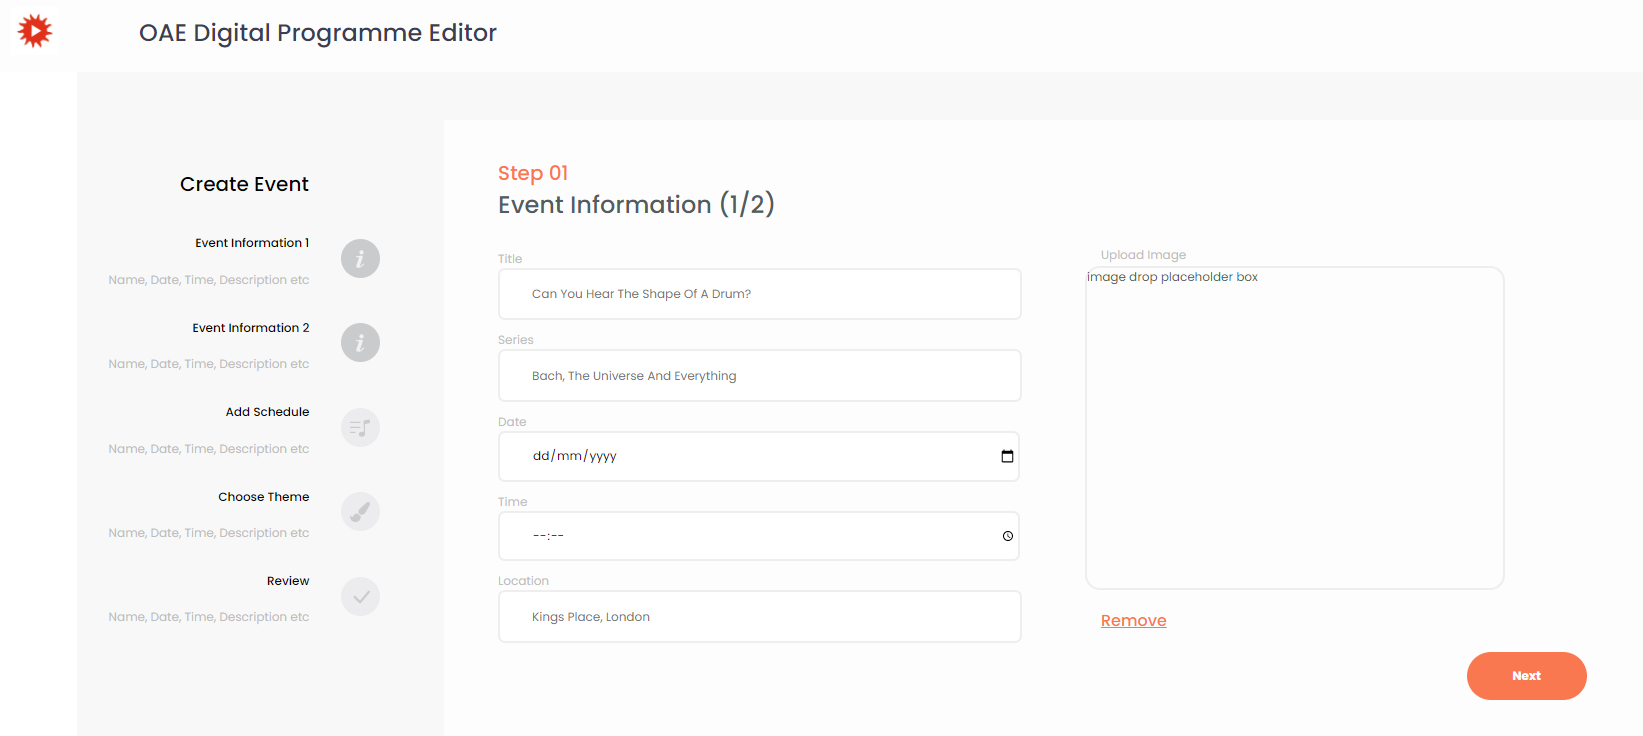 OAE Digital Programme Editor
Create Event
Event Information 1
Name, Date, Time, Description etc
Event Information 2
Name, Date, Time, Description etc
Add Schedule
Name, Date, Time, Description etc
Choose Theme
Name, Date, Time, Description etc
Review
Name, Date, Time, Description etc
Step 01
Event Information (1/2)
Title
Can You Hear The Shape Of A Drum?
Series
Bach, The Universe And Everything
Date
dd/mm/yyyy
Time
--:--
Location
Kings Place, London
Upload Image
image drop placeholder box
Remove
Next